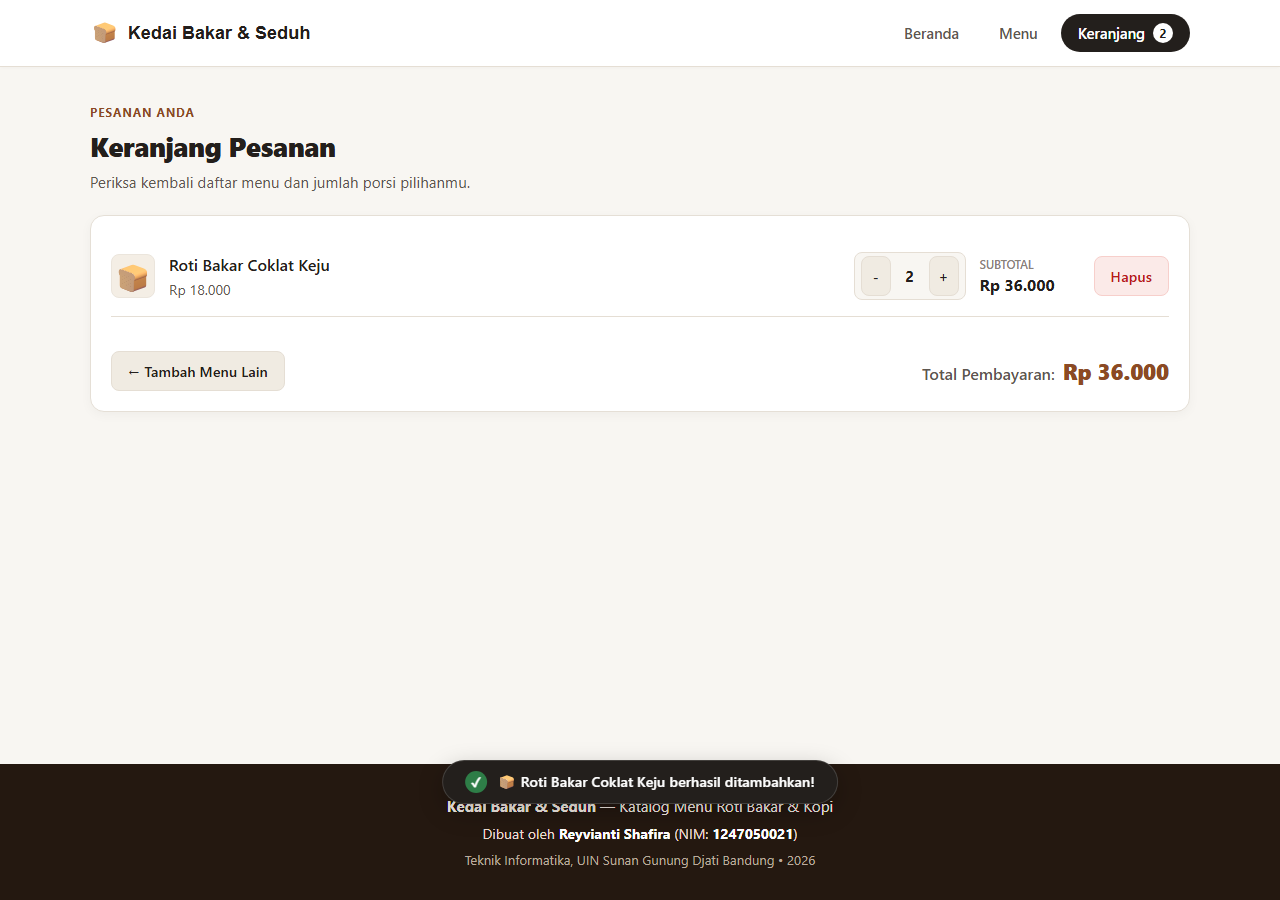 Kedai Bakar & Seduh
Beranda
Menu
Keranjang 2
PESANAN ANDA
Keranjang Pesanan
Periksa kembali daftar menu dan jumlah porsi pilihanmu.
Roti Bakar Coklat Keju
Rp 18.000
- 2 +
SUBTOTAL
Rp 36.000
Hapus
← Tambah Menu Lain
Total Pembayaran: Rp 36.000
Roti Bakar Coklat Keju berhasil ditambahkan!
Kedai Bakar & Seduh — Katalog Menu Roti Bakar & Kopi
Dibuat oleh Reyvianti Shafira (NIM: 1247050021)
Teknik Informatika, UIN Sunan Gunung Djati Bandung • 2026